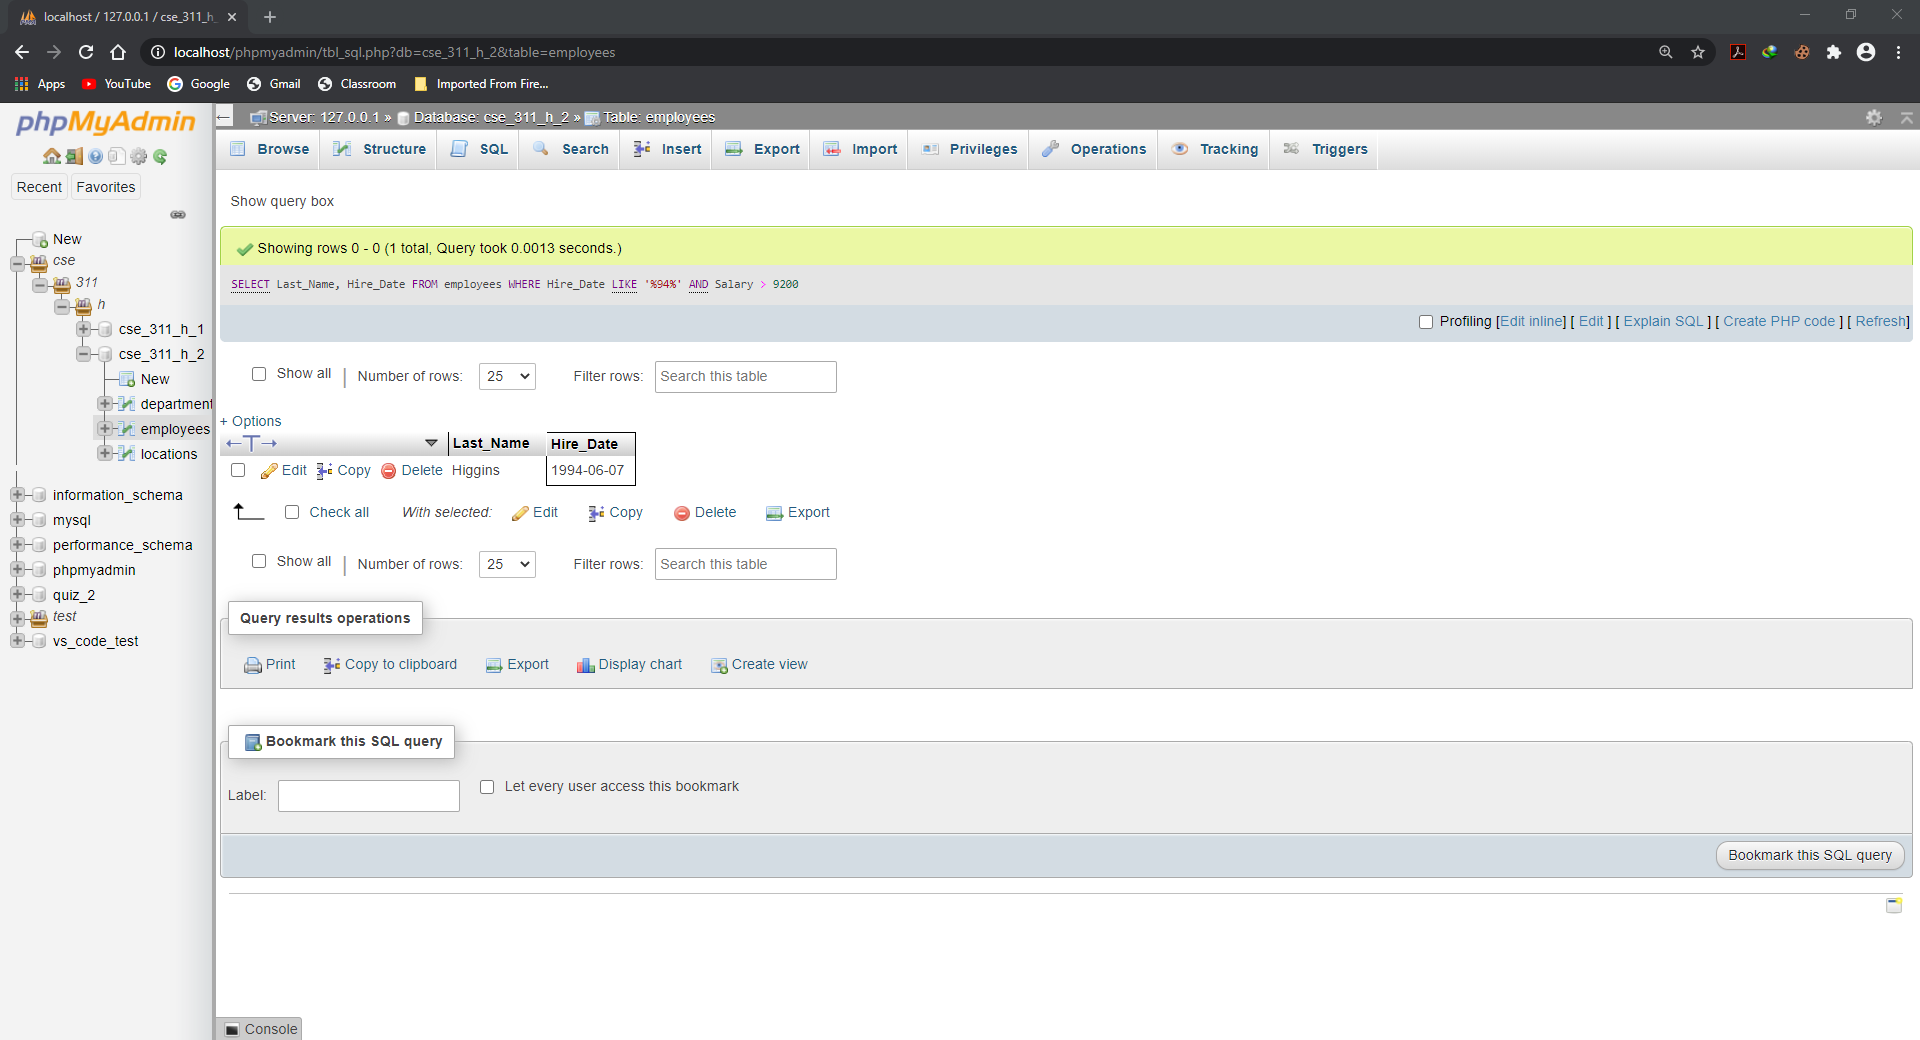 localhost / 127.0.0.1 / cse_311_h_
localhost/phpmyadmin/tbl_sql.php?db=cse_311_h_2&table=employees
Apps YouTube Google Gmail Classroom Imported From Fire...
phpMyAdmin
Recent Favorites
New
cse
311
h
cse_311_h_1
cse_311_h_2
New
department
employees
locations
information_schema
mysql
performance_schema
phpmyadmin
quiz_2
test
vs_code_test
Server: 127.0.0.1 » Database: cse_311_h_2 » Table: employees
Browse Structure SQL Search Insert Export Import Privileges Operations Tracking Triggers
Show query box
Showing rows 0 - 0 (1 total, Query took 0.0013 seconds.)
SELECT Last_Name, Hire_Date FROM employees WHERE Hire_Date LIKE '%94%' AND Salary > 9200
Profiling [Edit inline] [ Edit ] [ Explain SQL ] [ Create PHP code ] [ Refresh]
Show all | Number of rows: 25 Filter rows: Search this table
+ Options
←T→ Last_Name Hire_Date
Edit Copy Delete Higgins 1994-06-07
Check all With selected: Edit Copy Delete Export
Show all | Number of rows: 25 Filter rows: Search this table
Query results operations
Print Copy to clipboard Export Display chart Create view
Bookmark this SQL query
Label: Let every user access this bookmark
Bookmark this SQL query
Console